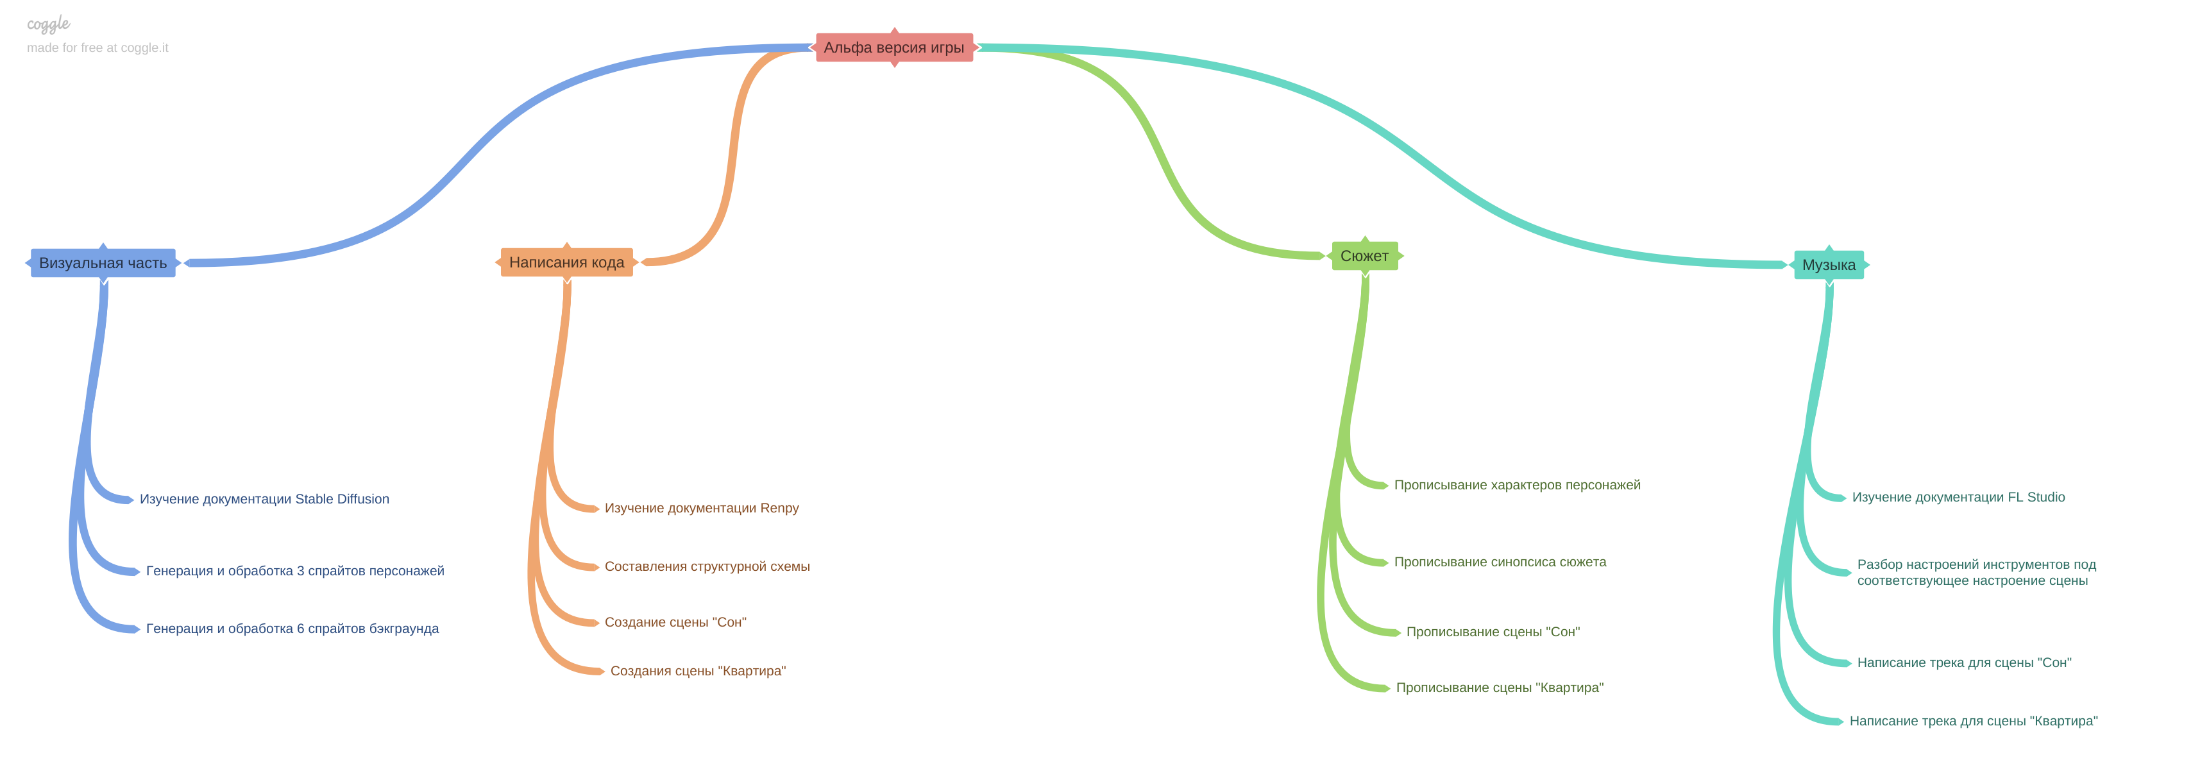 coggle
made for free at coggle.it
Альфа версия игры
Визуальная часть
Изучение документации Stable Diffusion
Генерация и обработка 3 спрайтов персонажей
Генерация и обработка 6 спрайтов бэкграунда
Написания кода
Изучение документации Renpy
Составления структурной схемы
Создание сцены "Сон"
Создания сцены "Квартира"
Сюжет
Прописывание характеров персонажей
Прописывание синопсиса сюжета
Прописывание сцены "Сон"
Прописывание сцены "Квартира"
Музыка
Изучение документации FL Studio
Разбор настроений инструментов под
соответствующее настроение сцены
Написание трека для сцены "Сон"
Написание трека для сцены "Квартира"